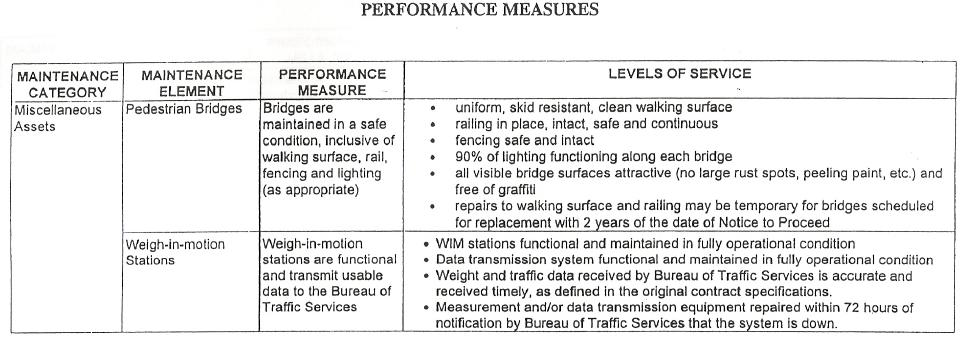 PERFORMANCE MEASURES
MAINTENANCE CATEGORY
MAINTENANCE ELEMENT
PERFORMANCE MEASURE
LEVELS OF SERVICE
Miscellaneous
Assets
Pedestrian Bridges
Bridges are
maintained in a safe
condition, inclusive of
walking surface, rail,
fencing and lighting
(as appropriate)
• uniform, skid resistant, clean walking surface
• railing in place, intact, safe and continuous
• fencing safe and intact
• 90% of lighting functioning along each bridge
• all visible bridge surfaces attractive (no large rust spots, peeling paint, etc.) and
free of graffiti
• repairs to walking surface and railing may be temporary for bridges scheduled
for replacement with 2 years of the date of Notice to Proceed
Weigh-in-motion
Stations
Weigh-in-motion
stations are functional
and transmit usable
data to the Bureau of
Traffic Services
• WIM stations functional and maintained in fully operational condition
• Data transmission system functional and maintained in fully operational condition
• Weight and traffic data received by Bureau of Traffic Services is accurate and
received timely, as defined in the original contract specifications.
• Measurement and/or data transmission equipment repaired within 72 hours of
notification by Bureau of Traffic Services that the system is down.